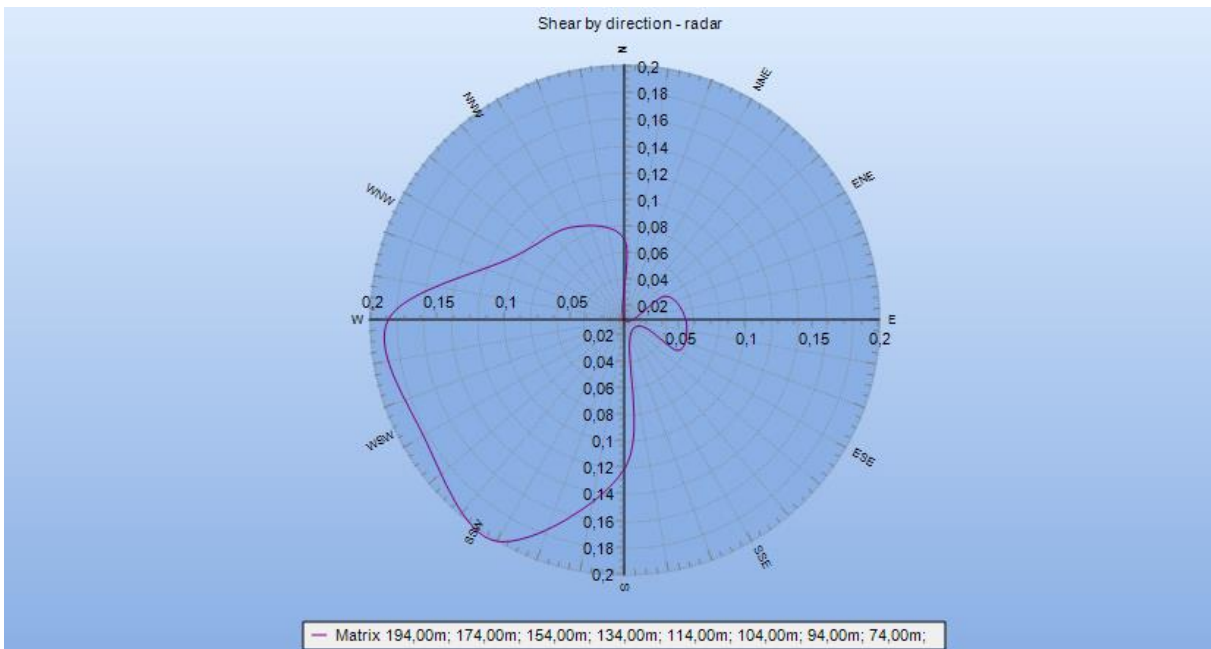 Shear by direction - radar
N
0,2
NNE
0,18
NNW
0,16
0,14
0,12
ENE
WNW
0,1
0,08
0,06
0,04
0,2 0,15 0,1 0,05 0,02
W E
0,02 0,05 0,1 0,15 0,2
0,04
0,06
0,08
WSW 0,1
ESE
0,12
0,14
SSW 0,16
0,18
SSE
0,2
S
Matrix 194,00m; 174,00m; 154,00m; 134,00m; 114,00m; 104,00m; 94,00m; 74,00m;